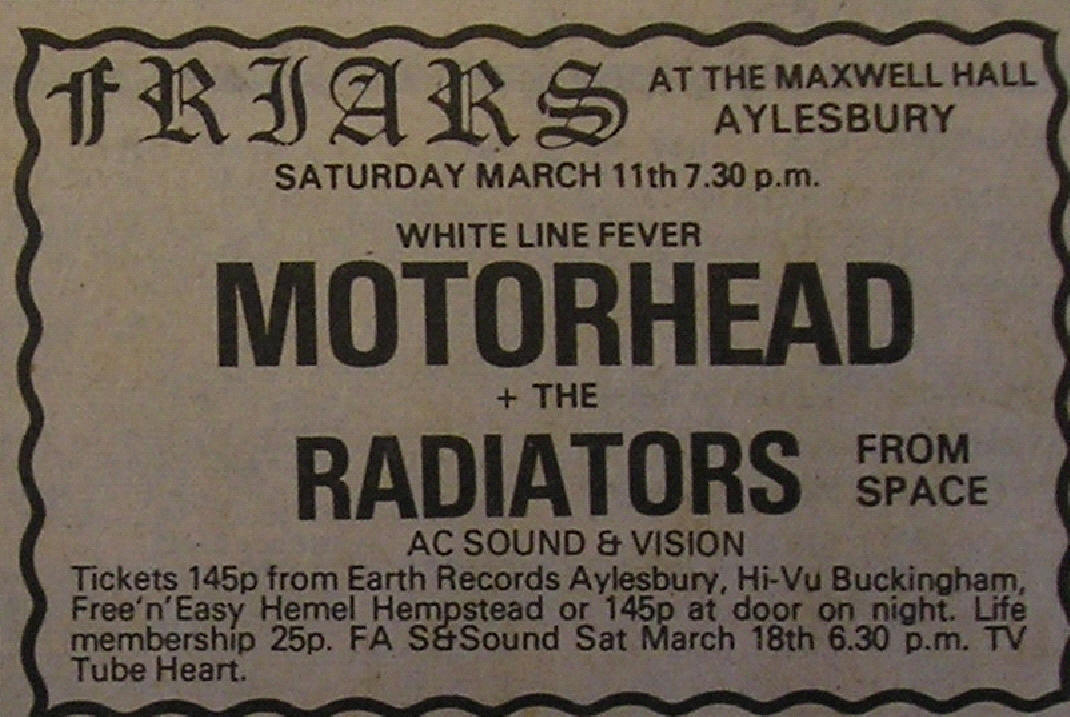 FRIARS AT THE MAXWELL HALL
AYLESBURY
SATURDAY MARCH 11th 7.30 p.m.
WHITE LINE FEVER
MOTORHEAD
+ THE
RADIATORS FROM
SPACE
AC SOUND & VISION
Tickets 145p from Earth Records Aylesbury, Hi-Vu Buckingham,
Free'n'Easy Hemel Hempstead or 145p at door on night. Life
membership 25p. FA S&Sound Sat March 18th 6.30 p.m. TV
Tube Heart.